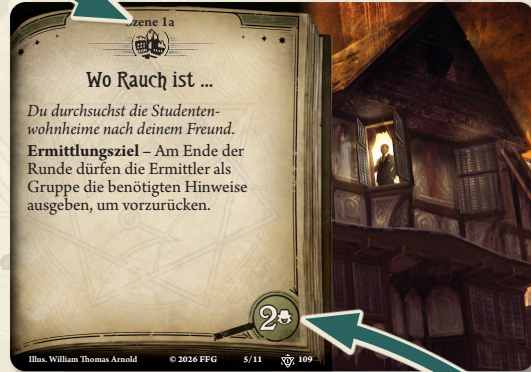 Szene 1a
Wo Rauch ist ...
Du durchsuchst die Studenten-
wohnheime nach deinem Freund.
Ermittlungsziel – Am Ende der
Runde dürfen die Ermittler als
Gruppe die benötigten Hinweise
ausgeben, um vorzurücken.
2
Illus. William Thomas Arnold © 2026 FFG 5/11 109